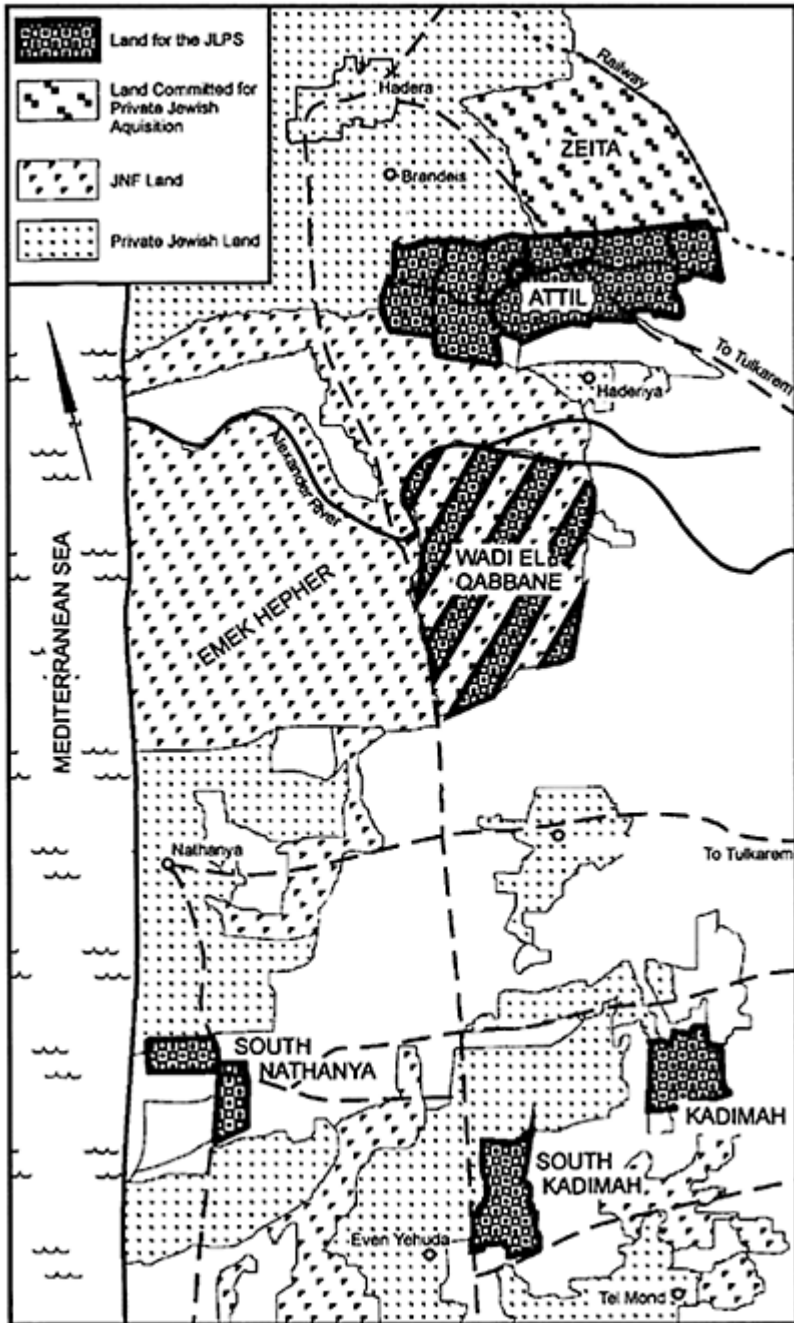 Land for the JLPS
Land Committed for
Private Jewish
Aquisition
JNF Land
Private Jewish Land
Hadera
Railway
ZEITA
Brandeis
ATTIL
To Tulkarem
Haderiya
Alexander River
WADI EL
QABBANE
EMEK HEPHER
MEDITERRANEAN SEA
Nathanya
To Tulkarem
SOUTH
NATHANYA
KADIMAH
SOUTH
KADIMAH
Even Yehuda
Tel Mond